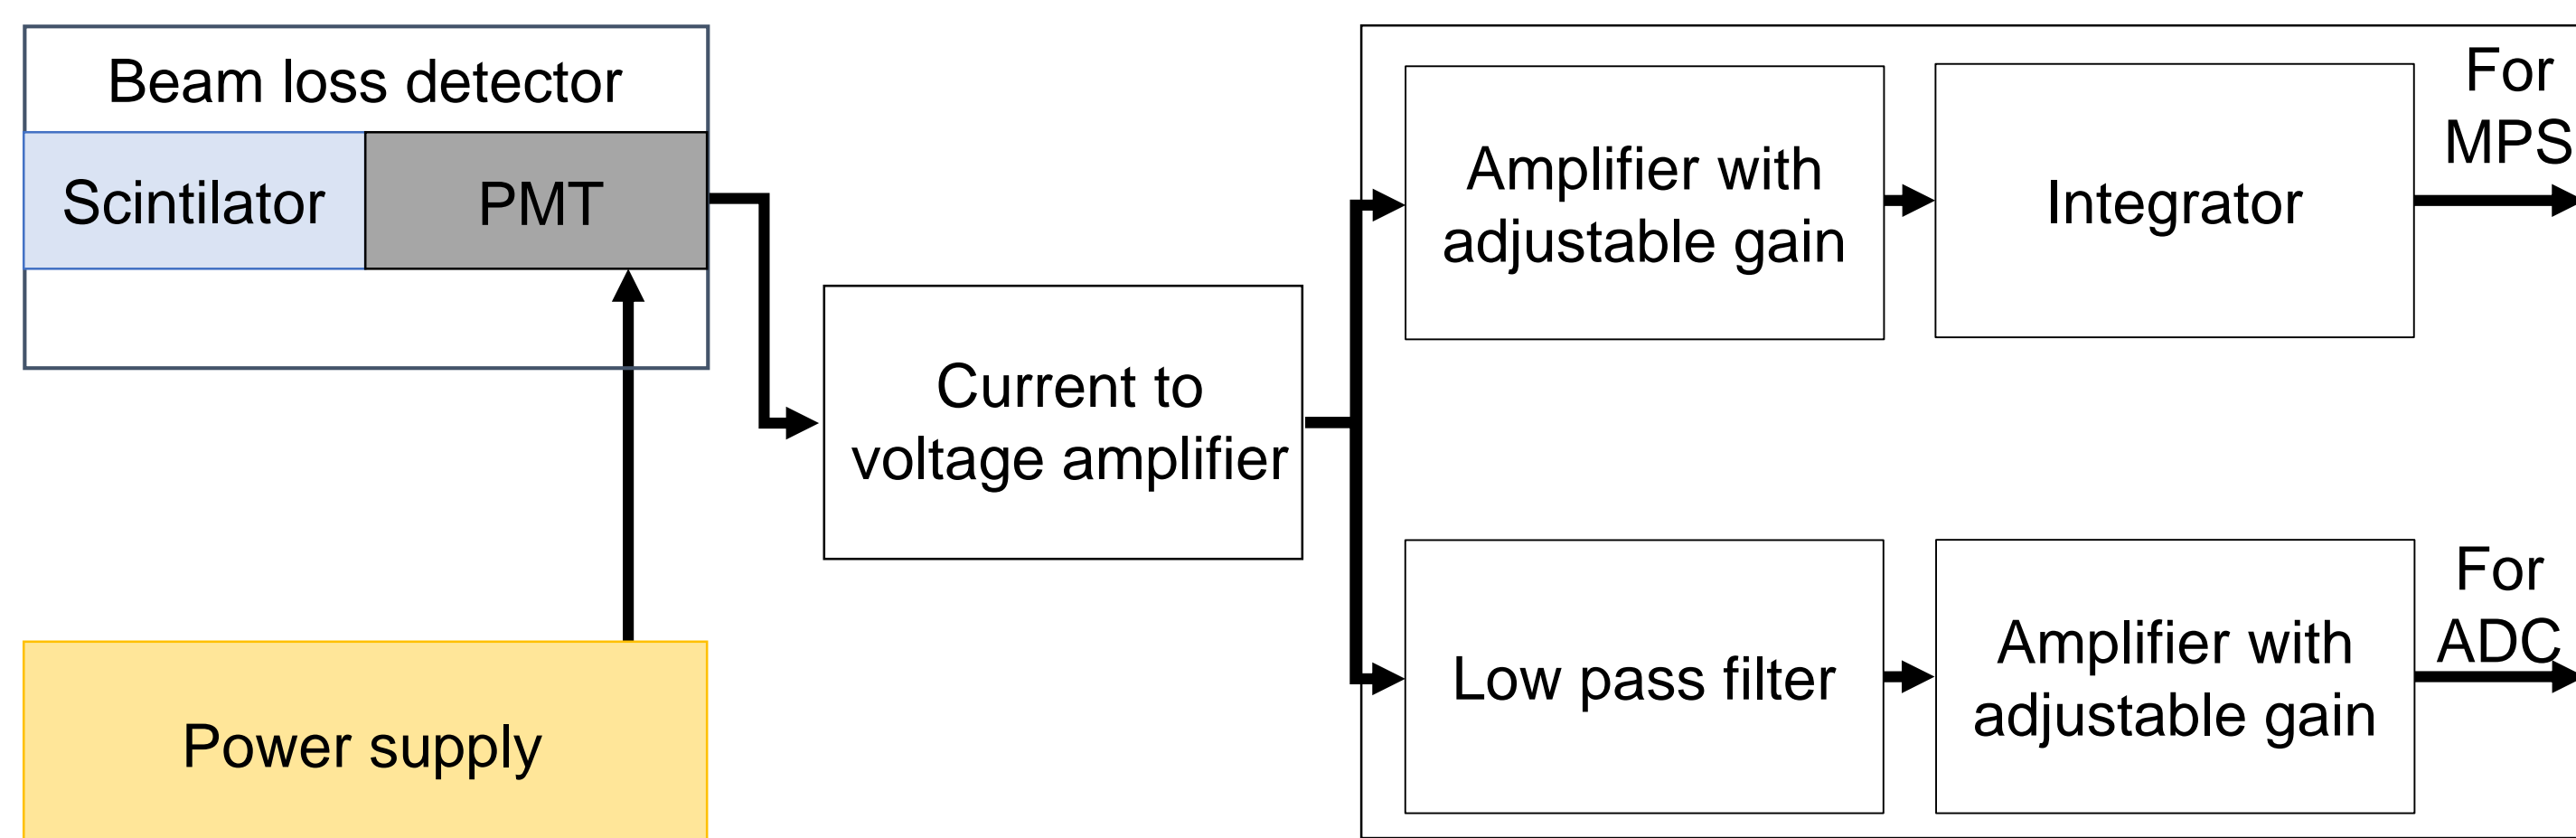 Beam loss detector
Scintilator
PMT
Power supply
Current to
voltage amplifier
Amplifier with
adjustable gain
Integrator
For
MPS
Low pass filter
Amplifier with
adjustable gain
For
ADC